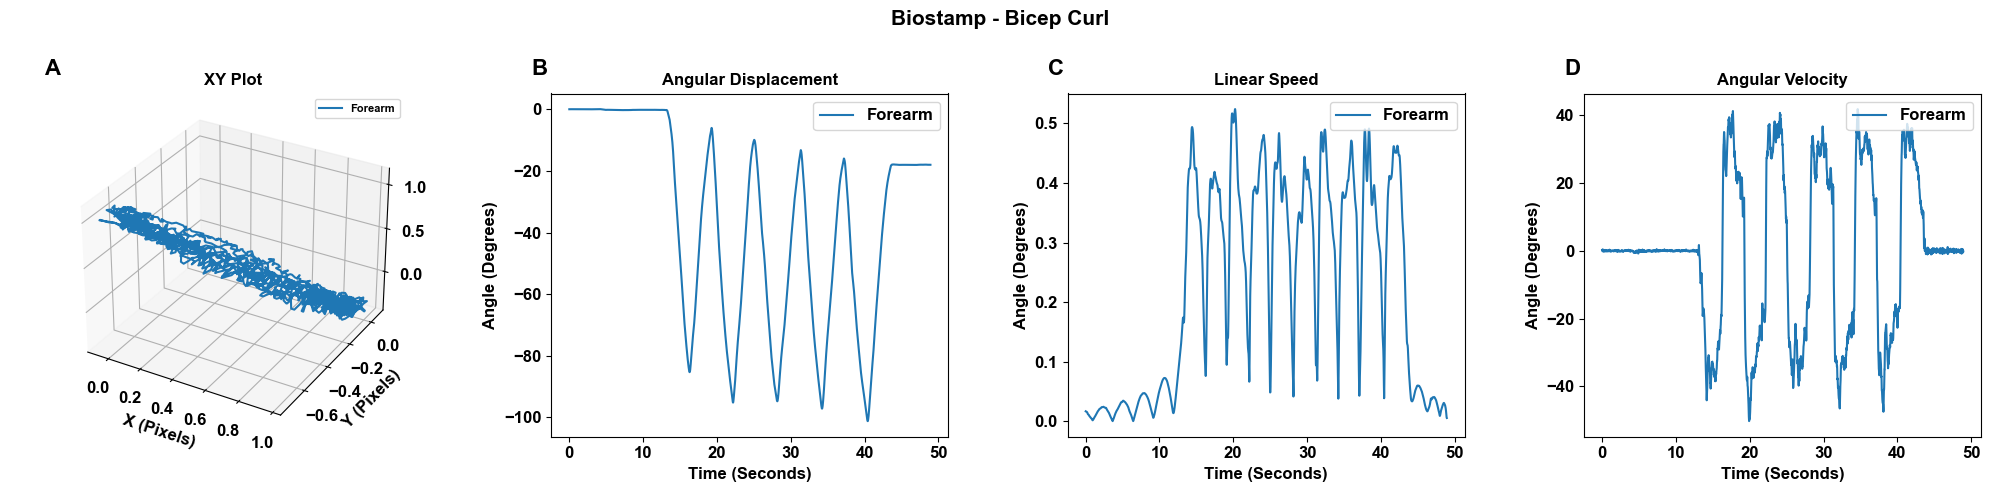 Biostamp - Bicep Curl
A
XY Plot
Forearm
1.0
0.5
0.0
0.0
−0.2
−0.4
−0.6
Y (Pixels)
0.0
0.2
0.4
0.6
0.8
1.0
X (Pixels)
B
Angular Displacement
Forearm
0
−20
−40
−60
−80
−100
Angle (Degrees)
0 10 20 30 40 50
Time (Seconds)
C
Linear Speed
Forearm
0.5
0.4
0.3
0.2
0.1
0.0
Angle (Degrees)
0 10 20 30 40 50
Time (Seconds)
D
Angular Velocity
Forearm
40
20
0
−20
−40
Angle (Degrees)
0 10 20 30 40 50
Time (Seconds)